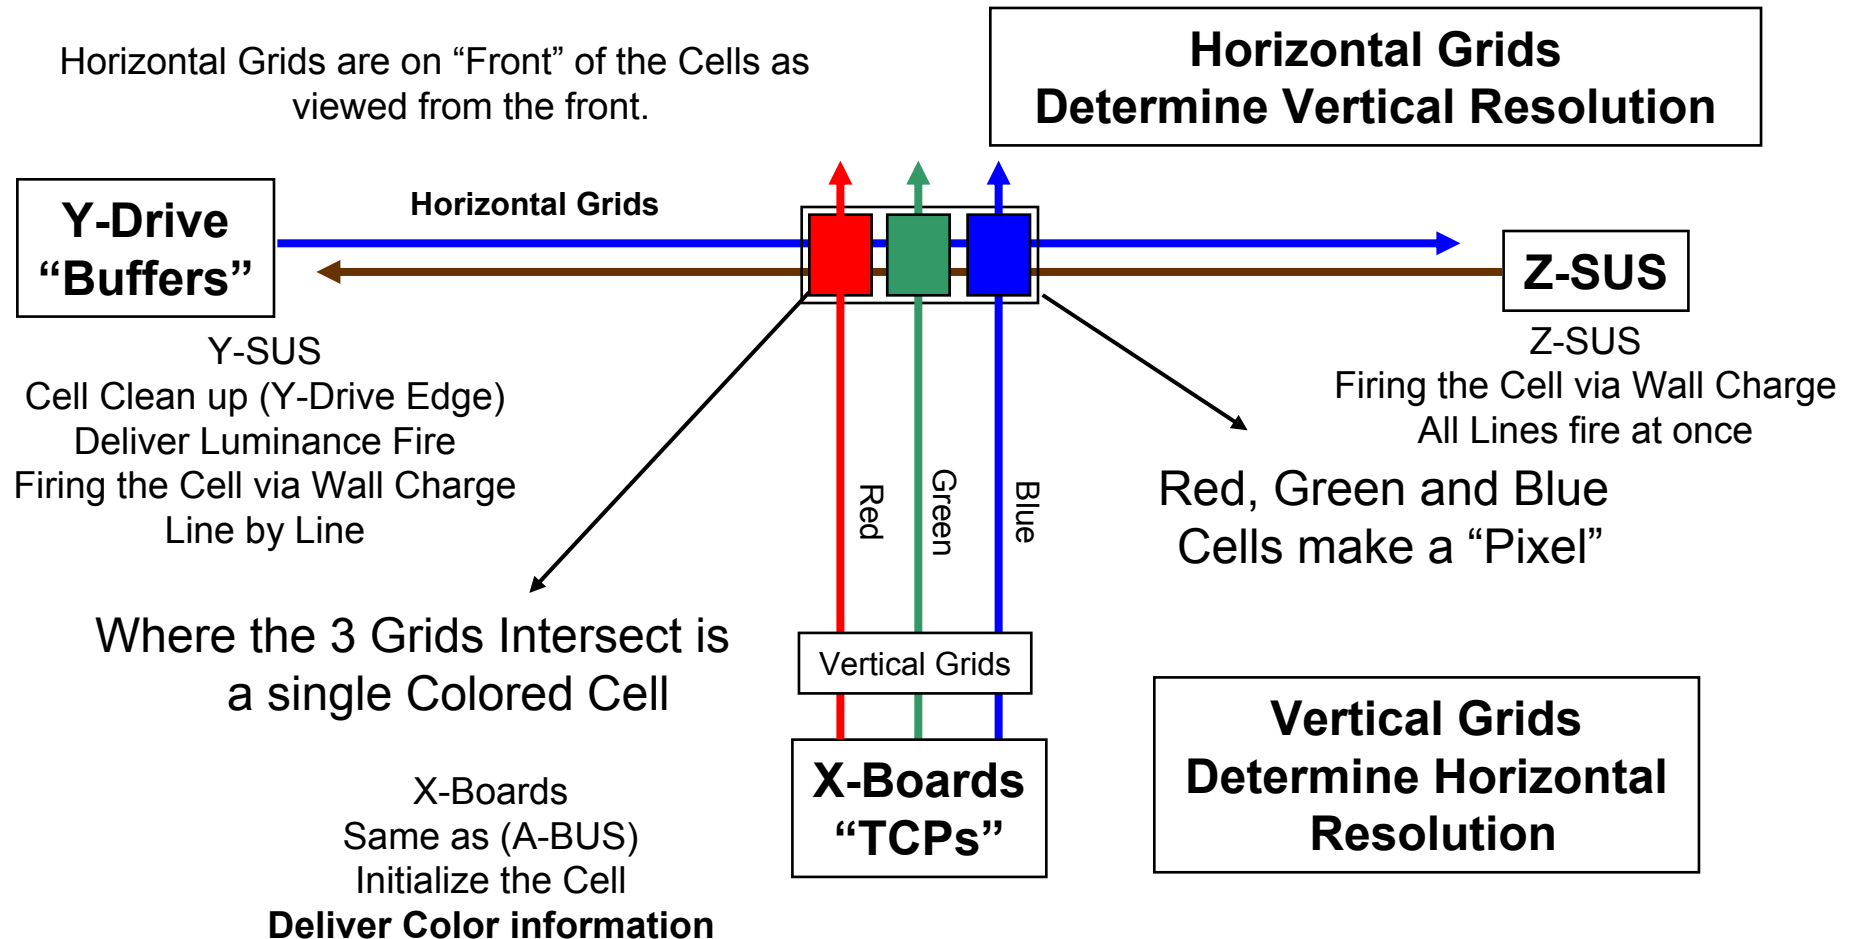 Horizontal Grids are on “Front” of the Cells as
viewed from the front.
Horizontal Grids
Determine Vertical Resolution
Y-Drive
“Buffers”
Horizontal Grids
Z-SUS
Y-SUS
Cell Clean up (Y-Drive Edge)
Deliver Luminance Fire
Firing the Cell via Wall Charge
Line by Line
Z-SUS
Firing the Cell via Wall Charge
All Lines fire at once
Red
Green
Blue
Red, Green and Blue
Cells make a “Pixel”
Where the 3 Grids Intersect is
a single Colored Cell
Vertical Grids
X-Boards
“TCPs”
Vertical Grids
Determine Horizontal
Resolution
X-Boards
Same as (A-BUS)
Initialize the Cell
Deliver Color information